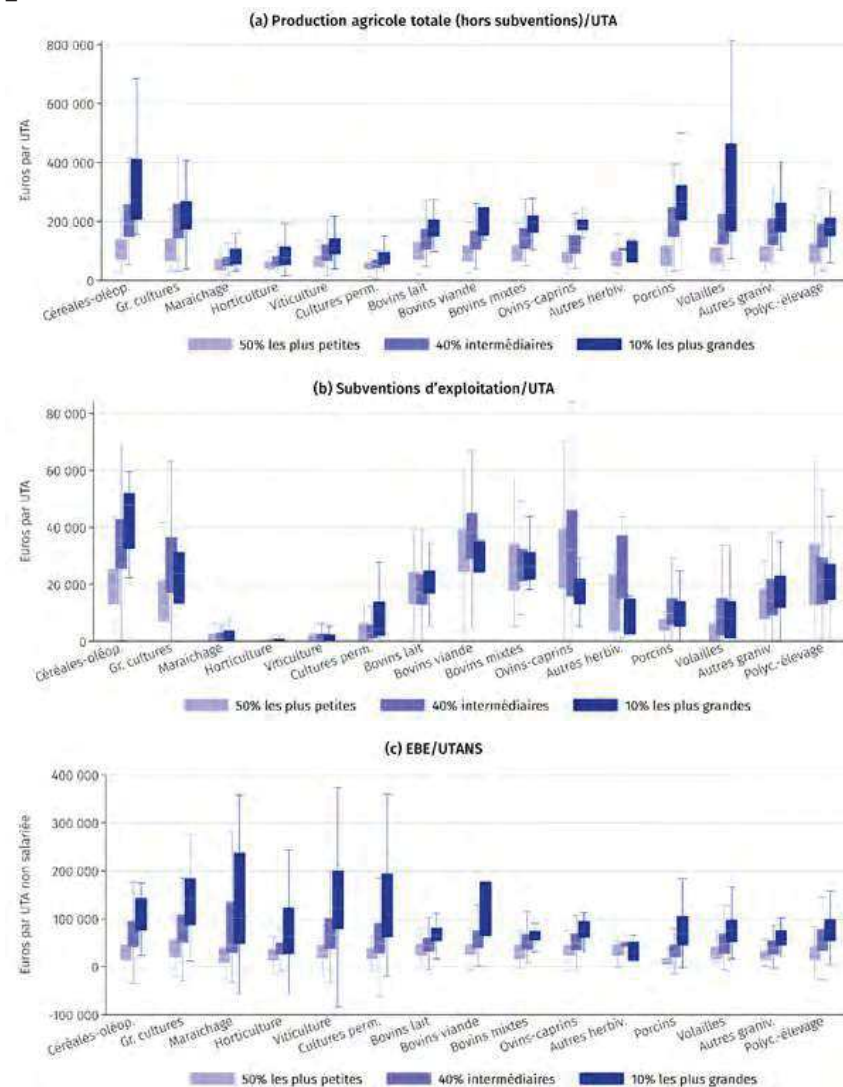 (a) Production agricole totale (hors subventions)/UTA
Euros par UTA
800 000
600 000
400 000
200 000
0
Céréales-oléop.
Gr. cultures
Maraichage
Horticulture
Viticulture
Cultures perm.
Bovins lait
Bovins viande
Bovins mixtes
Ovins-caprins
Autres herbiv.
Porcins
Volailles
Autres graniv.
Polyc.-élevage
50% les plus petites
40% intermédiaires
10% les plus grandes
(b) Subventions d'exploitation/UTA
Euros par UTA
80 000
60 000
40 000
20 000
0
Céréales-oléop.
Gr. cultures
Maraichage
Horticulture
Viticulture
Cultures perm.
Bovins lait
Bovins viande
Bovins mixtes
Ovins-caprins
Autres herbiv.
Porcins
Volailles
Autres graniv.
Polyc.-élevage
50% les plus petites
40% intermédiaires
10% les plus grandes
(c) EBE/UTANS
Euros par UTA non salariée
400 000
300 000
200 000
100 000
0
-100 000
Céréales-oléop.
Gr. cultures
Maraichage
Horticulture
Viticulture
Cultures perm.
Bovins lait
Bovins viande
Bovins mixtes
Ovins-caprins
Autres herbiv.
Porcins
Volailles
Autres graniv.
Polyc.-élevage
50% les plus petites
40% intermédiaires
10% les plus grandes